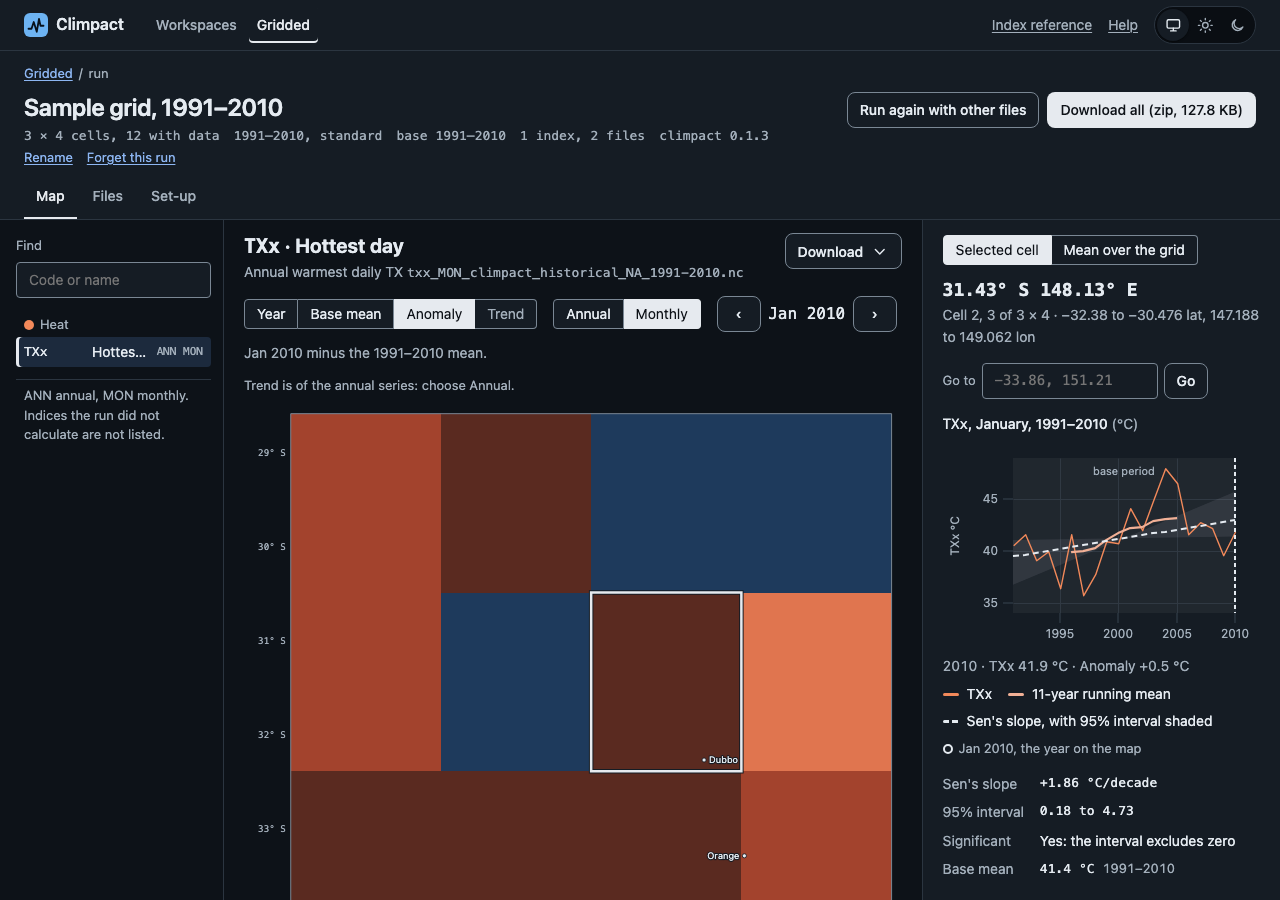 Climpact
Workspaces
Gridded
Index reference
Help
Gridded / run
Sample grid, 1991–2010
3 × 4 cells, 12 with data 1991–2010, standard base 1991–2010 1 index, 2 files climpact 0.1.3
Rename
Forget this run
Run again with other files
Download all (zip, 127.8 KB)
Map
Files
Set-up
Find
Code or name
Heat
TXx Hottes... ANN MON
ANN annual, MON monthly.
Indices the run did not
calculate are not listed.
TXx · Hottest day
Annual warmest daily TX txx_MON_climpact_historical_NA_1991–2010.nc
Download
Year
Base mean
Anomaly
Trend
Annual
Monthly
‹
Jan 2010
›
Jan 2010 minus the 1991–2010 mean.
Trend is of the annual series: choose Annual.
29° S
30° S
31° S
32° S
33° S
Dubbo
Orange
Selected cell
Mean over the grid
31.43° S 148.13° E
Cell 2, 3 of 3 × 4 · −32.38 to −30.476 lat, 147.188
to 149.062 lon
Go to
−33.86, 151.21
Go
TXx, January, 1991–2010 (°C)
base period
TXx °C
45
40
35
1995
2000
2005
2010
2010 · TXx 41.9 °C · Anomaly +0.5 °C
TXx
11-year running mean
Sen's slope, with 95% interval shaded
Jan 2010, the year on the map
Sen's slope +1.86 °C/decade
95% interval 0.18 to 4.73
Significant Yes: the interval excludes zero
Base mean 41.4 °C 1991–2010